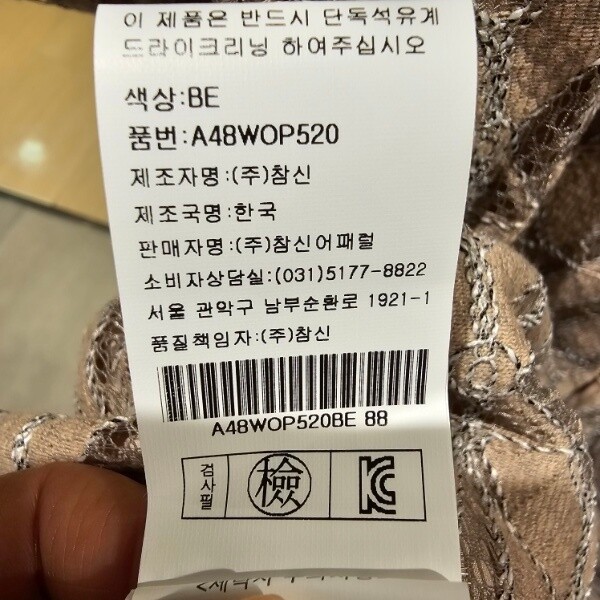 이 제품은 반드시 단독석유계
드라이크리닝 하여주십시오
색상:BE
품번:A48WOP520
제조자명:(주)참신
제조국명:한국
판매자명:(주)참신어패럴
소비자상담실:(031)5177-8822
서울 관악구 남부순환로 1921-1
품질책임자:(주)참신
A48WOP520BE 88
검사필 檢 KC